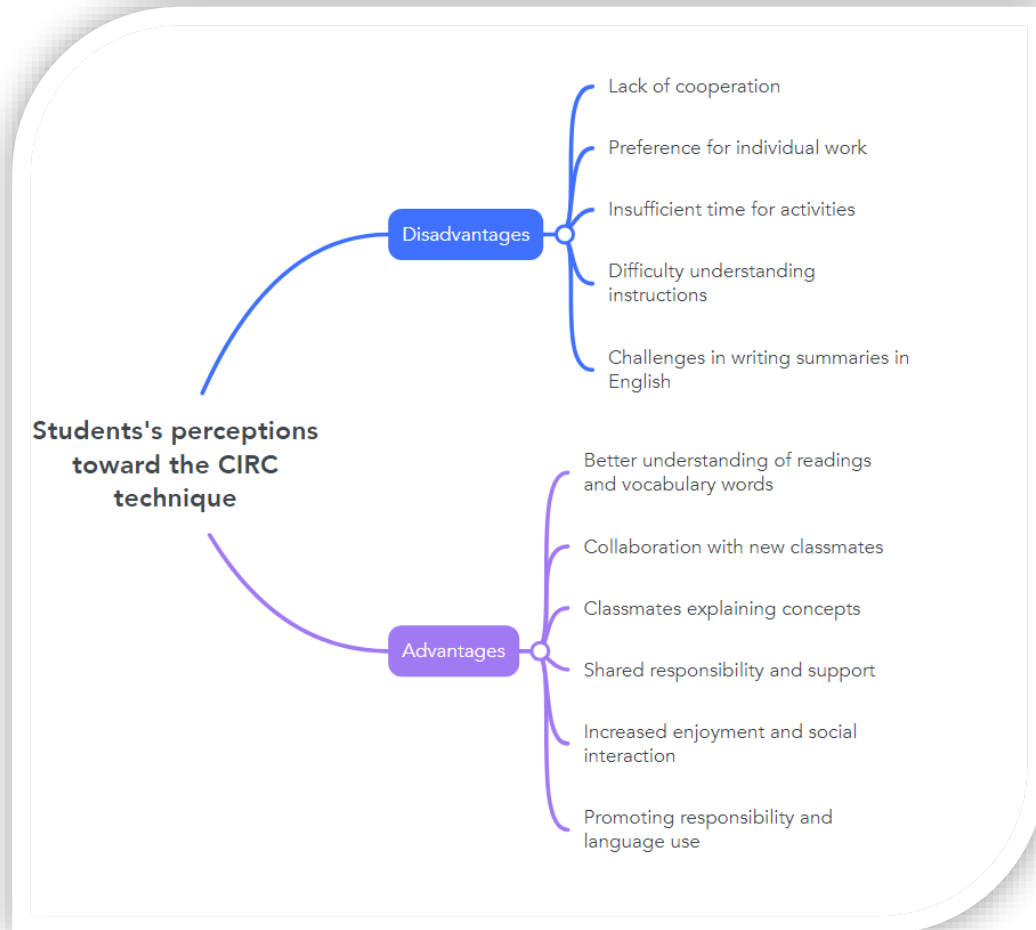 Students's perceptions
toward the CIRC
technique
Disadvantages
Lack of cooperation
Preference for individual work
Insufficient time for activities
Difficulty understanding
instructions
Challenges in writing summaries in
English
Advantages
Better understanding of readings
and vocabulary words
Collaboration with new classmates
Classmates explaining concepts
Shared responsibility and support
Increased enjoyment and social
interaction
Promoting responsibility and
language use